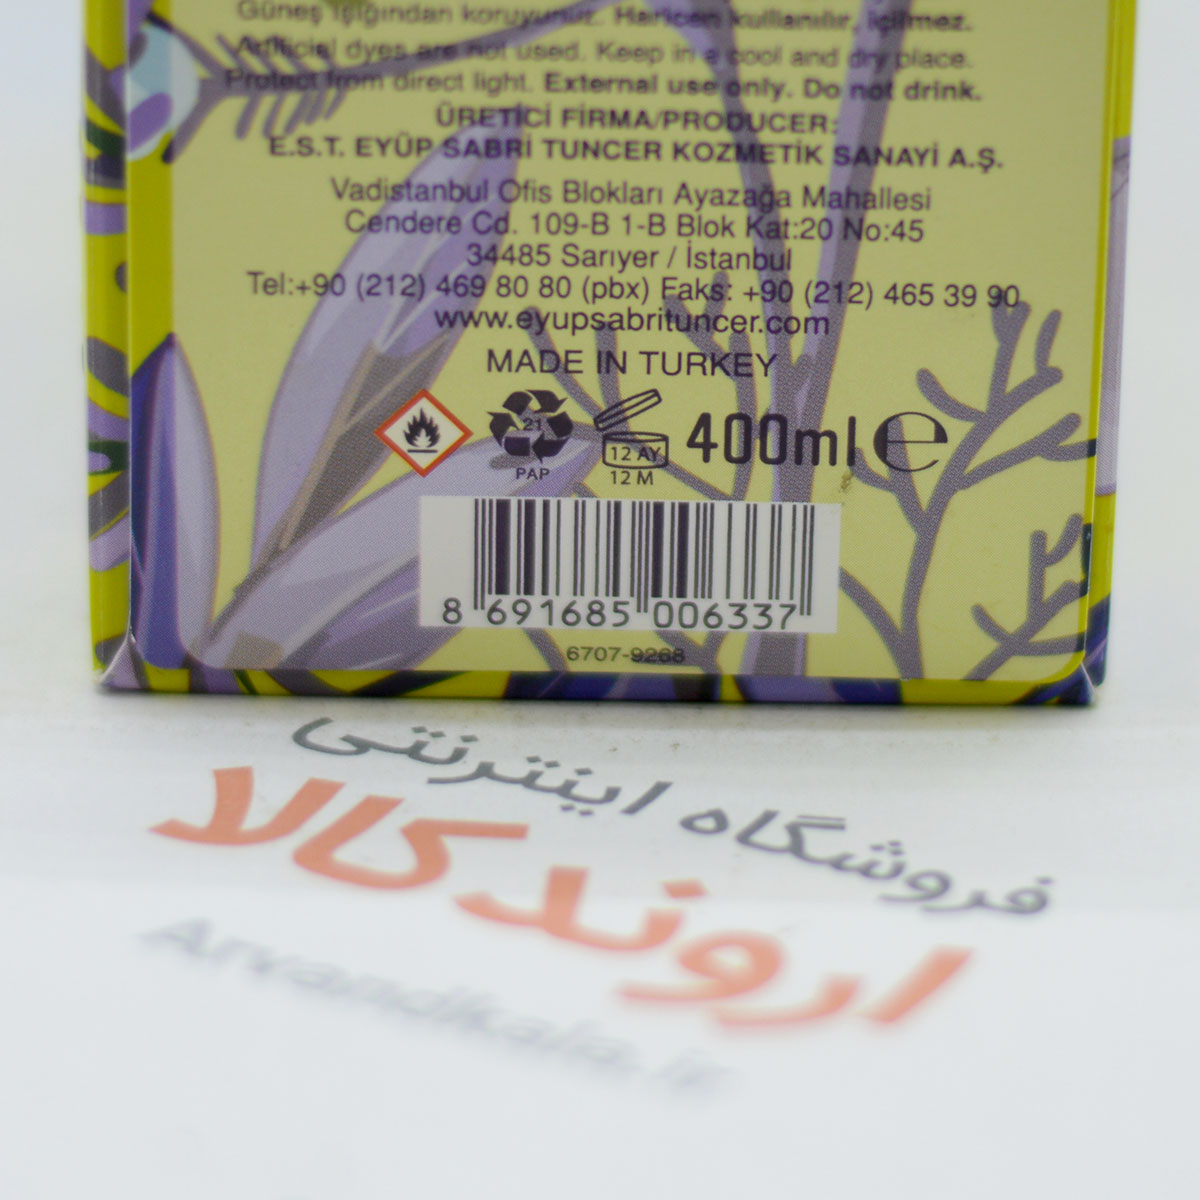 Güneş ışığından koruyunuz. Haricen kullanılır, içilmez.
Artificial dyes are not used. Keep in a cool and dry place.
Protect from direct light. External use only. Do not drink.
ÜRETİCİ FİRMA/PRODUCER:
E.S.T. EYÜP SABRİ TUNCER KOZMETİK SANAYİ A.Ş.
Vadistanbul Ofis Blokları Ayazağa Mahallesi
Cendere Cd. 109-B 1-B Blok Kat:20 No:45
34485 Sarıyer / İstanbul
Tel:+90 (212) 469 80 80 (pbx) Faks: +90 (212) 465 39 90
www.eyupsabrituncer.com
MADE IN TURKEY
21
PAP
12 AY
12 M
400ml e
8 691685 006337
6707-9268
فروشگاه اینترنتی
اروند کالا
Arvandkala.ir